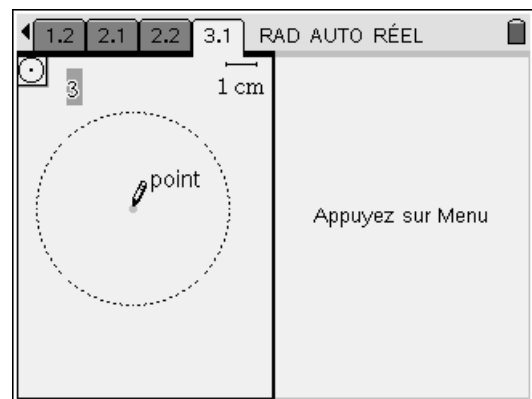 1.2 2.1 2.2 3.1 RAD AUTO RÉEL
3
1 cm
point
Appuyez sur Menu